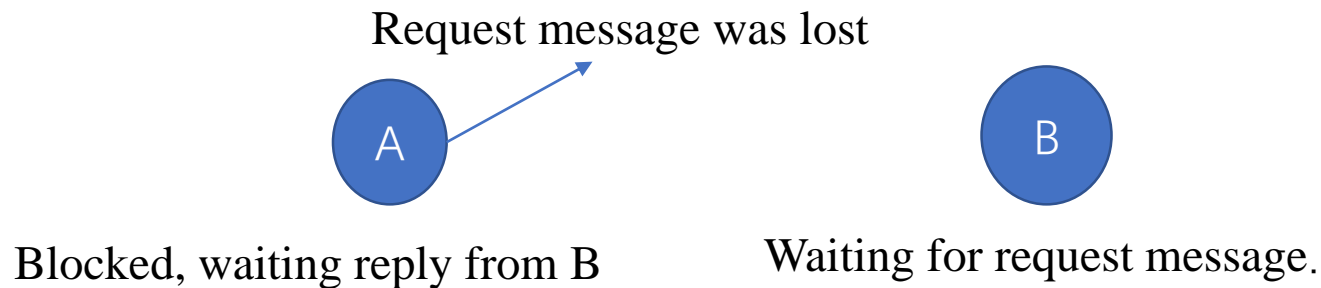 Request message was lost
A
B
Blocked, waiting reply from B
Waiting for request message.